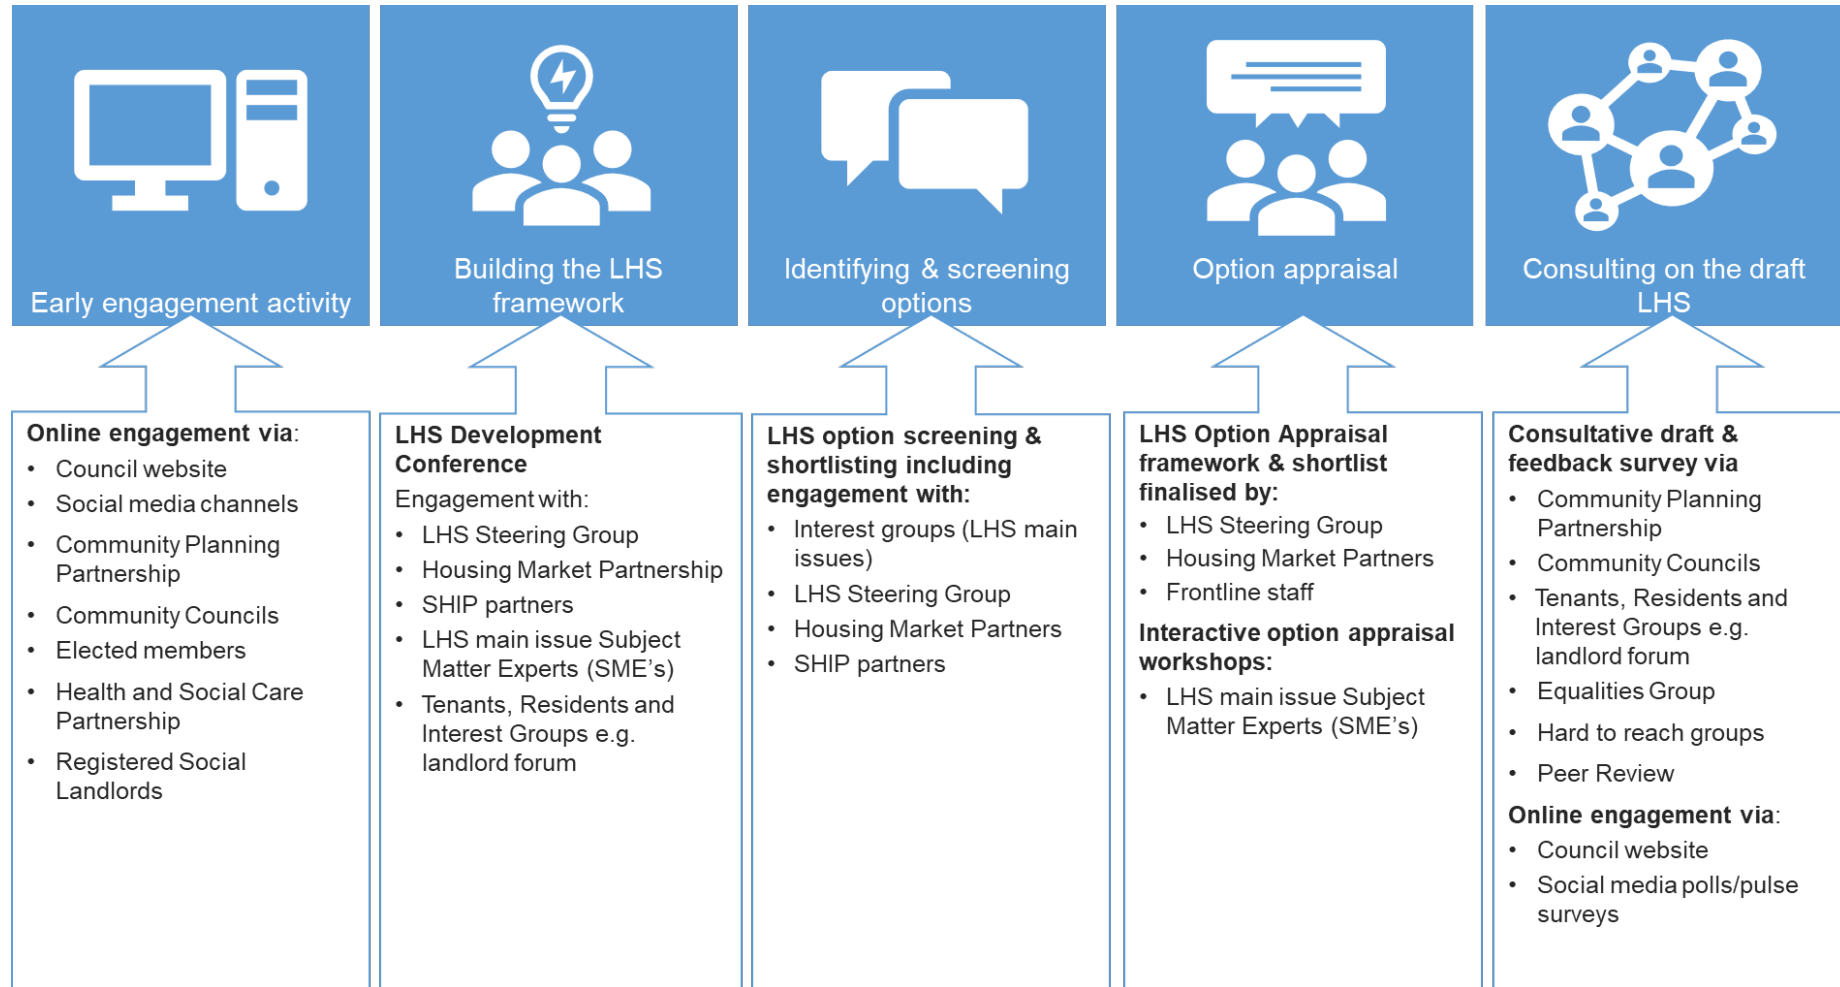 Early engagement activity
Building the LHS
framework
Identifying & screening
options
Option appraisal
Consulting on the draft
LHS
Online engagement via:
• Council website
• Social media channels
• Community Planning
Partnership
• Community Councils
• Elected members
• Health and Social Care
Partnership
• Registered Social
Landlords
LHS Development
Conference
Engagement with:
• LHS Steering Group
• Housing Market Partnership
• SHIP partners
• LHS main issue Subject
Matter Experts (SME's)
• Tenants, Residents and
Interest Groups e.g.
landlord forum
LHS option screening &
shortlisting including
engagement with:
• Interest groups (LHS main
issues)
• LHS Steering Group
• Housing Market Partners
• SHIP partners
LHS Option Appraisal
framework & shortlist
finalised by:
• LHS Steering Group
• Housing Market Partners
• Frontline staff
Interactive option appraisal
workshops:
• LHS main issue Subject
Matter Experts (SME's)
Consultative draft &
feedback survey via
• Community Planning
Partnership
• Community Councils
• Tenants, Residents and
Interest Groups e.g.
landlord forum
• Equalities Group
• Hard to reach groups
• Peer Review
Online engagement via:
• Council website
• Social media polls/pulse
surveys